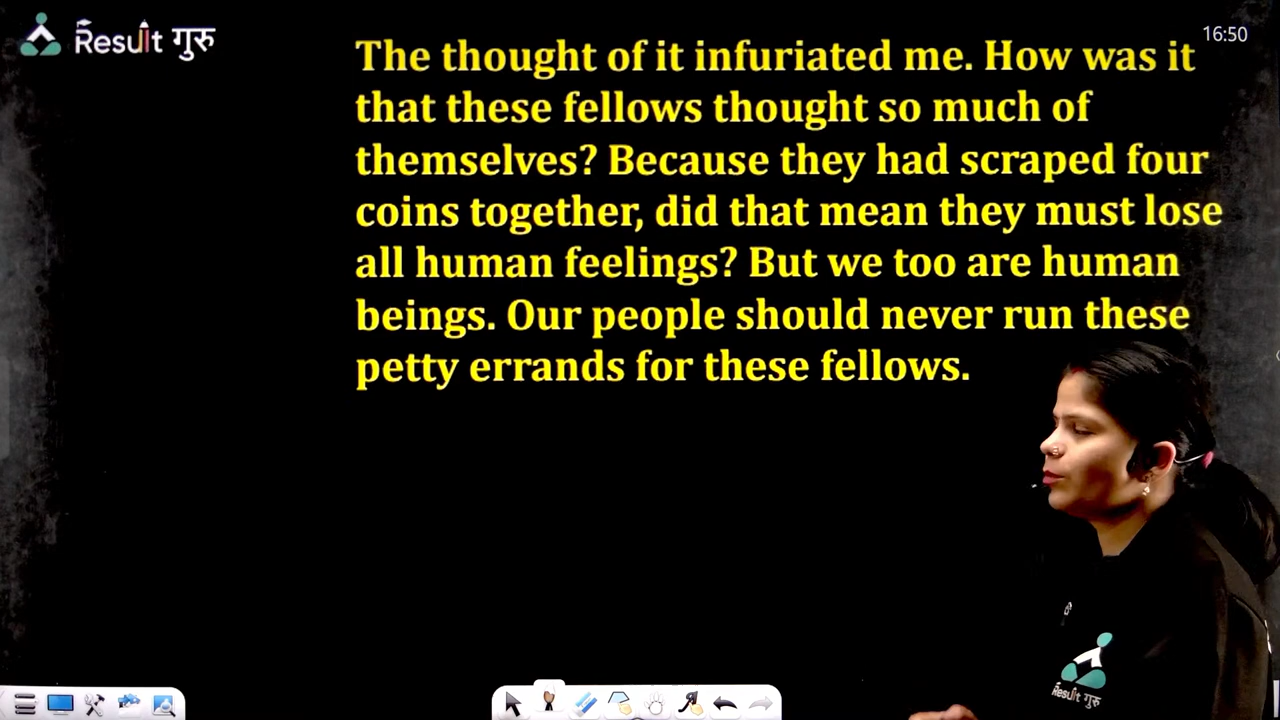 Result गुरु
16:50
The thought of it infuriated me. How was it
that these fellows thought so much of
themselves? Because they had scraped four
coins together, did that mean they must lose
all human feelings? But we too are human
beings. Our people should never run these
petty errands for these fellows.
Result गुरु